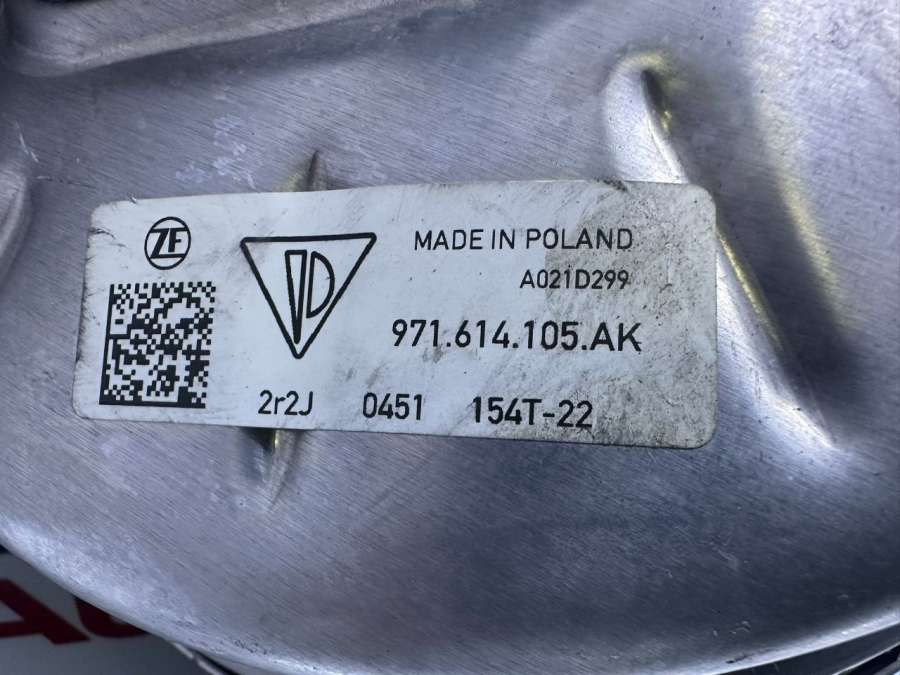 ZF
MADE IN POLAND
A021D299
971.614.105.AK
2r2J 0451 154T-22